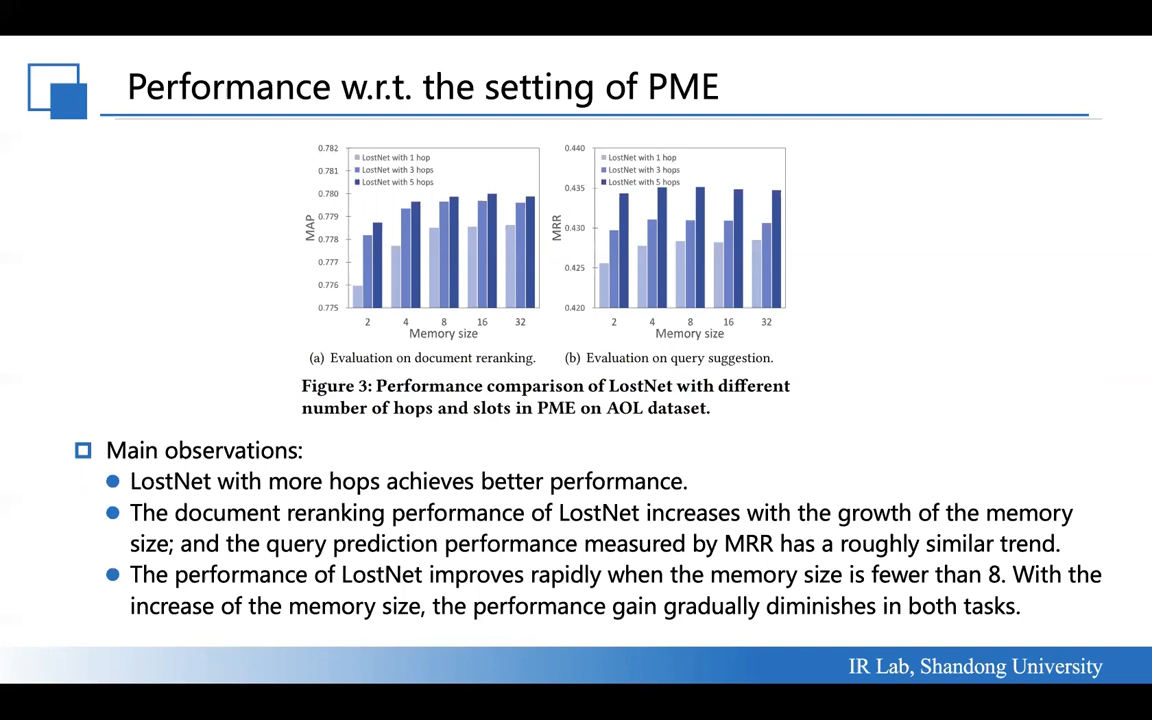 Performance w.r.t. the setting of PME
0.782
0.781
0.780
0.779
0.778
0.777
0.776
0.775
MAP
LostNet with 1 hop
LostNet with 3 hops
LostNet with 5 hops
2 4 8 16 32
Memory size
(a) Evaluation on document reranking.
0.440
0.435
0.430
0.425
0.420
MRR
LostNet with 1 hop
LostNet with 3 hops
LostNet with 5 hops
2 4 8 16 32
Memory size
(b) Evaluation on query suggestion.
Figure 3: Performance comparison of LostNet with different
number of hops and slots in PME on AOL dataset.
Main observations:
LostNet with more hops achieves better performance.
The document reranking performance of LostNet increases with the growth of the memory
size; and the query prediction performance measured by MRR has a roughly similar trend.
The performance of LostNet improves rapidly when the memory size is fewer than 8. With the
increase of the memory size, the performance gain gradually diminishes in both tasks.
IR Lab, Shandong University